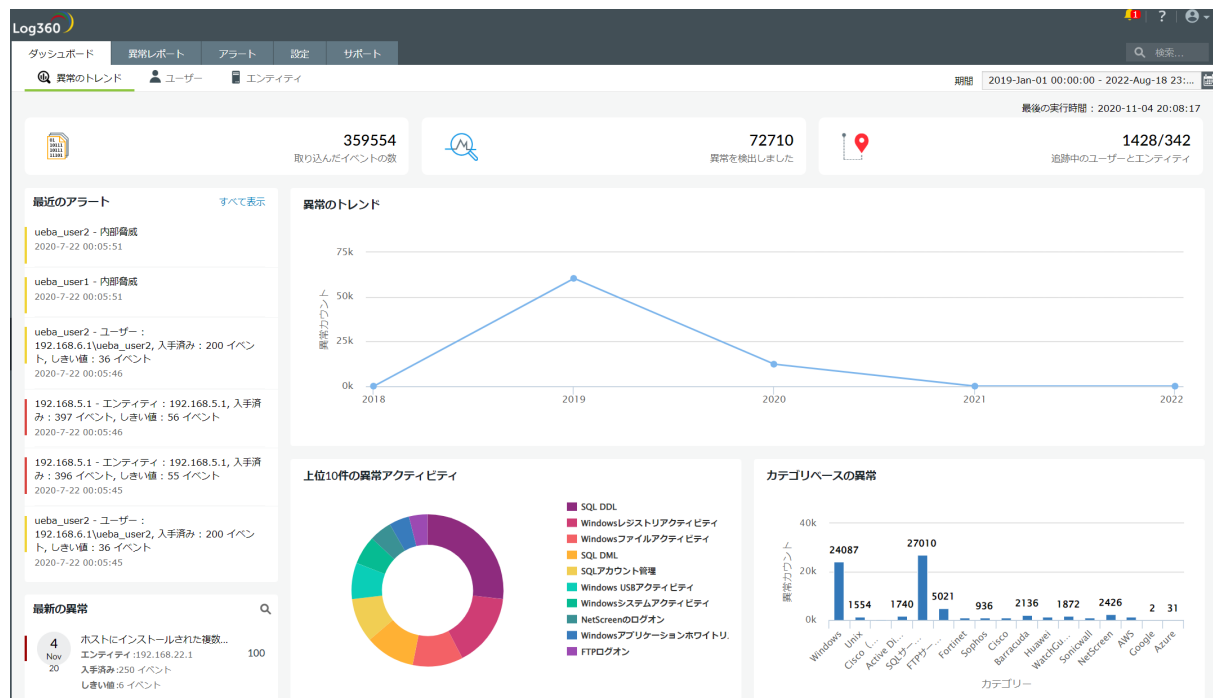 Log360
1
?
ダッシュボード
異常レポート
アラート
設定
サポート
検索...
異常のトレンド
ユーザー
エンティティ
期間
2019-Jan-01 00:00:00 - 2022-Aug-18 23:...
最後の実行時間 : 2020-11-04 20:08:17
359554
取り込んだイベントの数
72710
異常を検出しました
1428/342
追跡中のユーザーとエンティティ
最近のアラート
すべて表示
ueba_user2 - 内部脅威
2020-7-22 00:05:51
ueba_user1 - 内部脅威
2020-7-22 00:05:51
ueba_user2 - ユーザー :
192.168.6.1\ueba_user2, 入手済み : 200 イベン
ト, しきい値 : 36 イベント
2020-7-22 00:05:46
192.168.5.1 - エンティティ : 192.168.5.1, 入手済
み : 397 イベント, しきい値 : 56 イベント
2020-7-22 00:05:46
192.168.5.1 - エンティティ : 192.168.5.1, 入手済
み : 396 イベント, しきい値 : 55 イベント
2020-7-22 00:05:45
ueba_user2 - ユーザー :
192.168.6.1\ueba_user2, 入手済み : 200 イベン
ト, しきい値 : 36 イベント
2020-7-22 00:05:45
最新の異常
4
Nov
20
ホストにインストールされた複数...
エンティティ :192.168.22.1
入手済み:250 イベント
しきい値:6 イベント
100
異常のトレンド
異常カウント
75k
50k
25k
0k
2018
2019
2020
2021
2022
上位10件の異常アクティビティ
SQL DDL
Windowsレジストリアクティビティ
Windowsファイルアクティビティ
SQL DML
SQLアカウント管理
Windows USBアクティビティ
Windowsシステムアクティビティ
NetScreenのログオン
Windowsアプリケーションホワイトリ.
FTPログオン
カテゴリベースの異常
異常カウント
40k
20k
0k
24087
1554
1740
27010
5021
936
2136
1872
2426
2
31
Windows
Unix
Cisco (...
Active Di...
SQLサー...
FTPサー...
Fortinet
Sophos
Cisco
Barracuda
Huawei
WatchGu...
Sonicwall
NetScreen
AWS
Google
Azure
カテゴリー